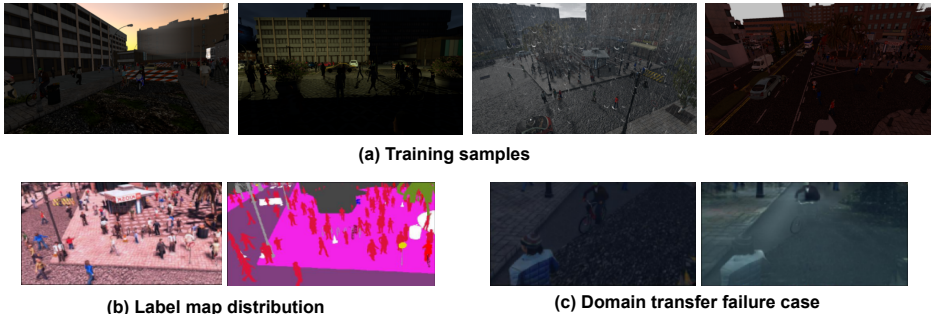 (a) Training samples
(b) Label map distribution
(c) Domain transfer failure case